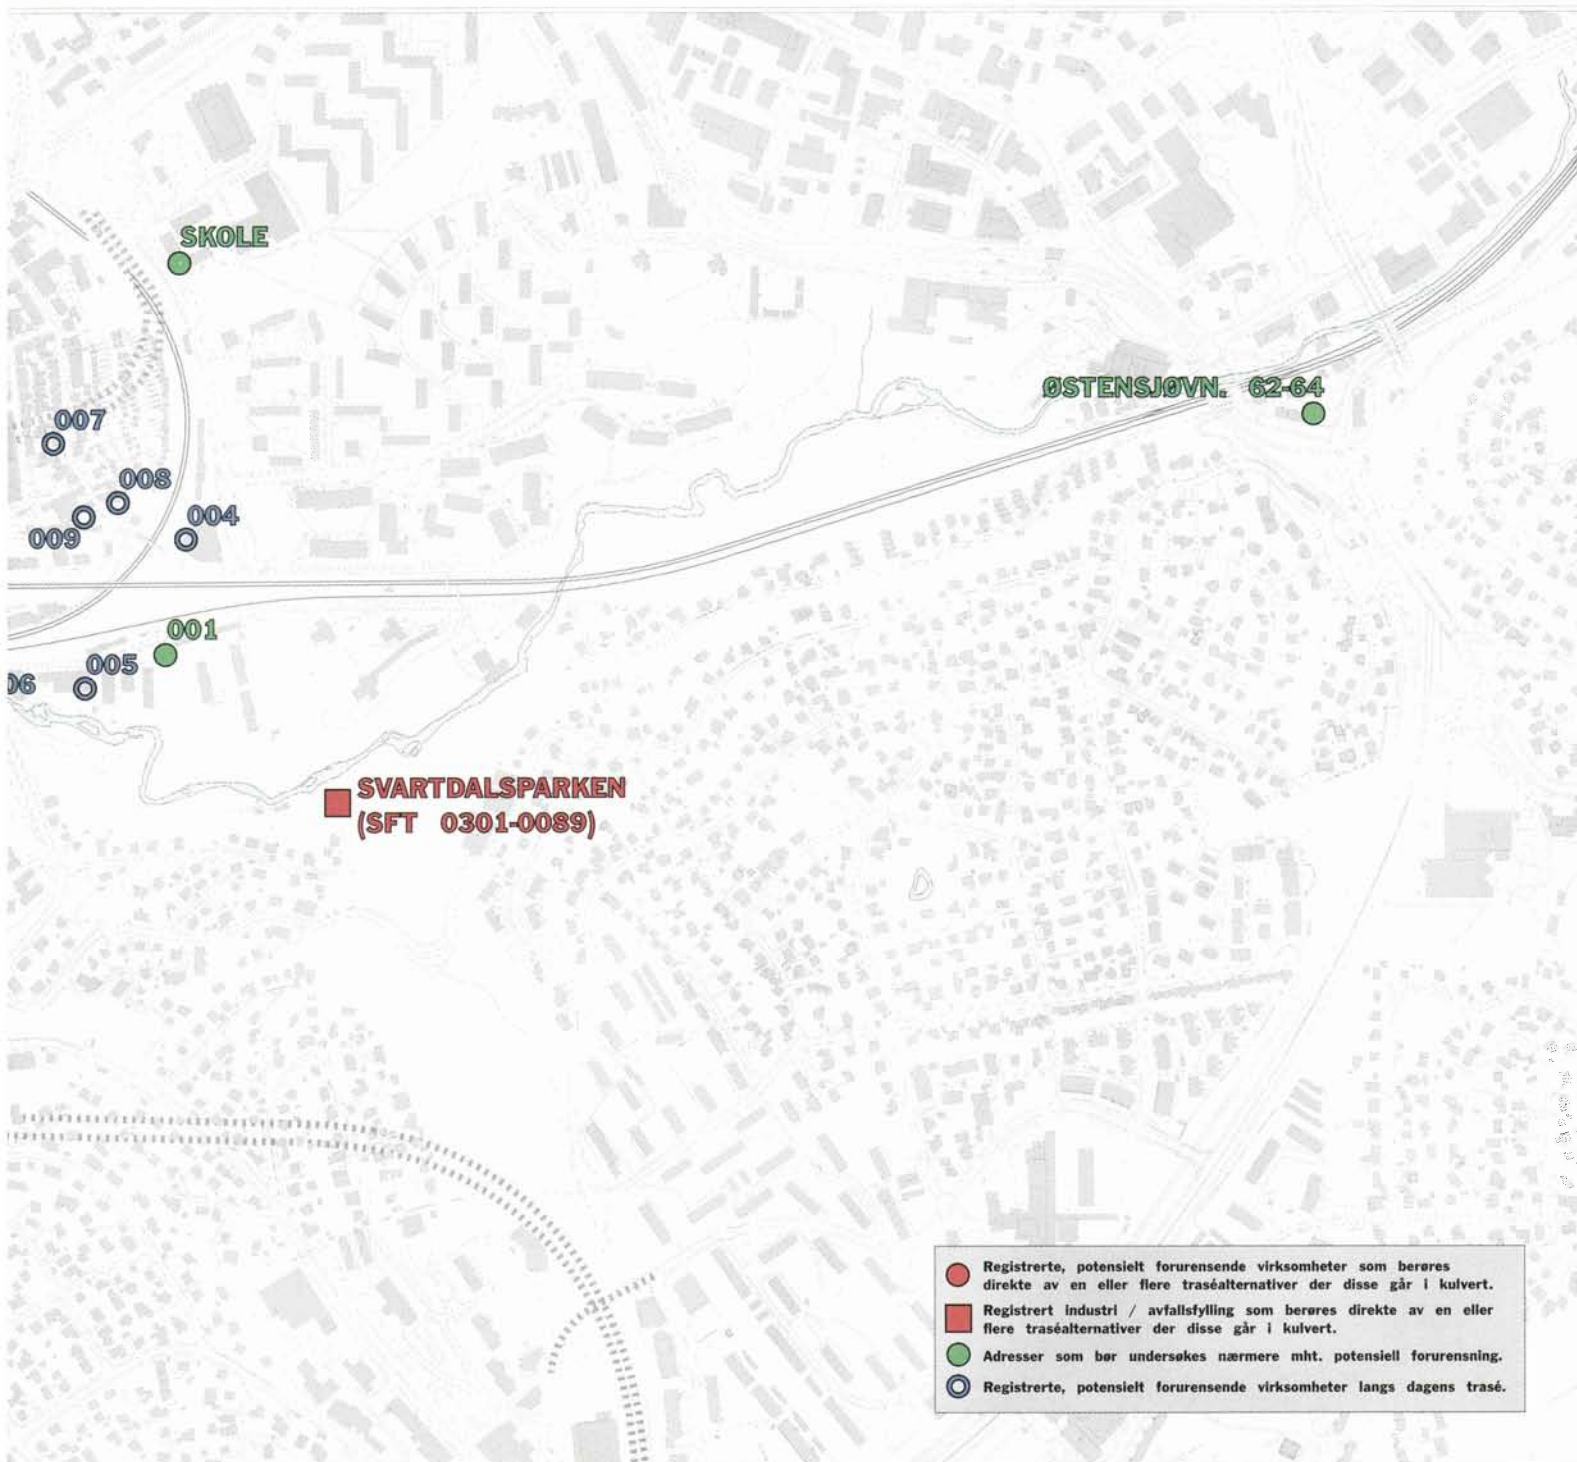 SKOLE
ØSTENSJØVN. 62-64
007
008
009
004
001
005
06
SVARTDALSPARKEN
(SFT 0301-0089)
Registrerte, potensielt forurensende virksomheter som berøres
direkte av en eller flere traséalternativer der disse går i kulvert.
Registrert industri / avfallsfylling som berøres direkte av en eller
flere traséalternativer der disse går i kulvert.
Adresser som bør undersøkes nærmere mht. potensiell forurensning.
Registrerte, potensielt forurensende virksomheter langs dagens trasé.